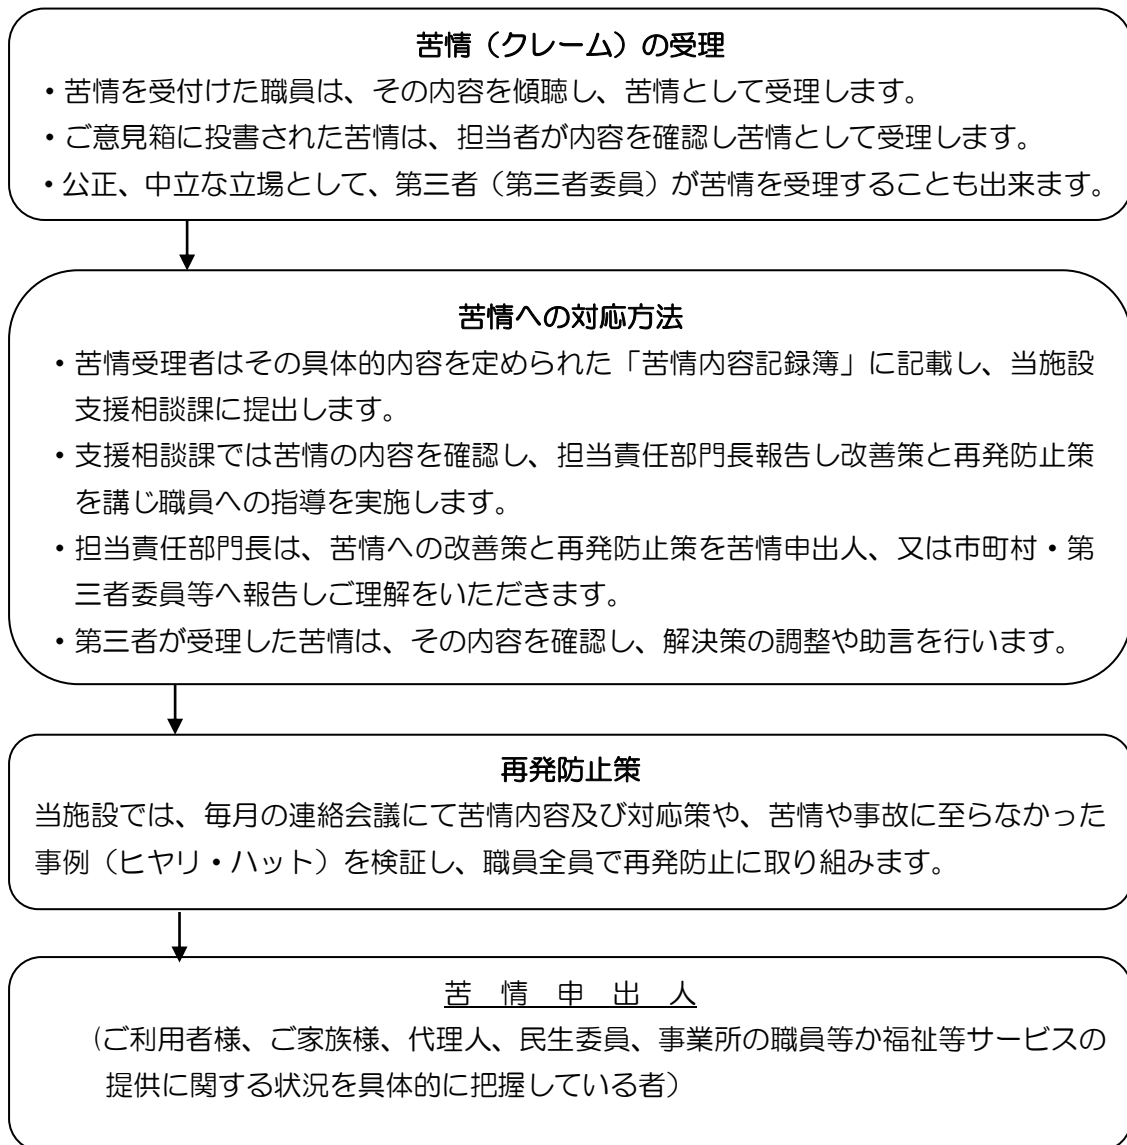 苦情（クレーム）の受理
・苦情を受付けた職員は、その内容を傾聴し、苦情として受理します。
・ご意見箱に投書された苦情は、担当者が内容を確認し苦情として受理します。
・公正、中立な立場として、第三者（第三者委員）が苦情を受理することも出来ます。
苦情への対応方法
・苦情受理者はその具体的内容を定められた「苦情内容記録簿」に記載し、当施設
支援相談課に提出します。
・支援相談課では苦情の内容を確認し、担当責任部門長報告し改善策と再発防止策
を講じ職員への指導を実施します。
・担当責任部門長は、苦情への改善策と再発防止策を苦情申出人、又は市町村・第
三者委員等へ報告しご理解をいただきます。
・第三者が受理した苦情は、その内容を確認し、解決策の調整や助言を行います。
再発防止策
当施設では、毎月の連絡会議にて苦情内容及び対応策や、苦情や事故に至らなかった
事例（ヒヤリ・ハット）を検証し、職員全員で再発防止に取り組みます。
苦　情　申　出　人
（ご利用者様、ご家族様、代理人、民生委員、事業所の職員等か福祉等サービスの
提供に関する状況を具体的に把握している者）